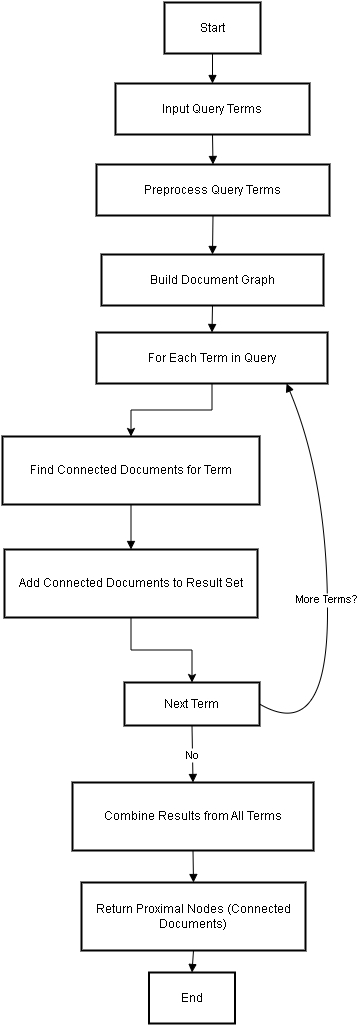 Start
Input Query Terms
Preprocess Query Terms
Build Document Graph
For Each Term in Query
Find Connected Documents for Term
Add Connected Documents to Result Set
More Terms?
Next Term
No
Combine Results from All Terms
Return Proximal Nodes (Connected
Documents)
End